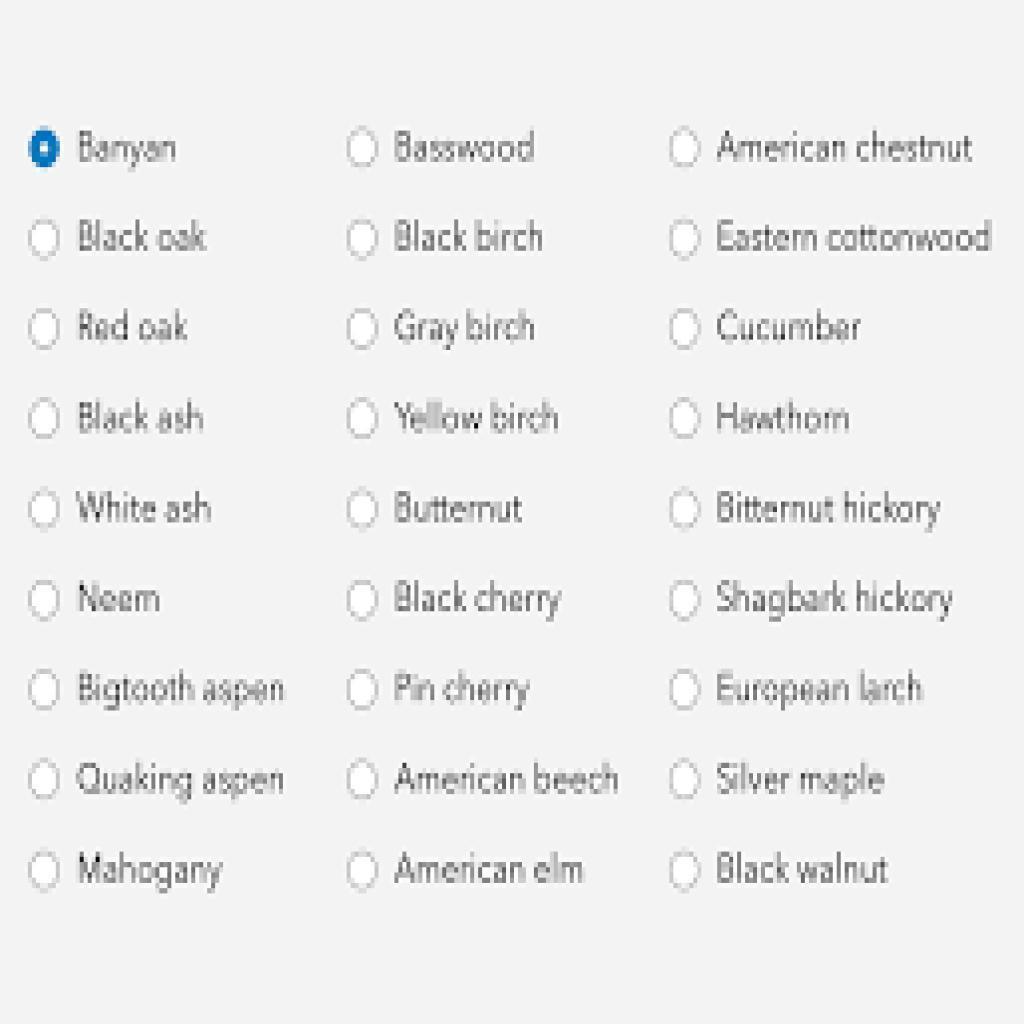 Banyan Basswood American chestnut
Black oak Black birch Eastern cottonwood
Red oak Gray birch Cucumber
Black ash Yellow birch Hawthorn
White ash Butternut Bitternut hickory
Neem Black cherry Shagbark hickory
Bigtooth aspen Pin cherry European larch
Quaking aspen American beech Silver maple
Mahogany American elm Black walnut